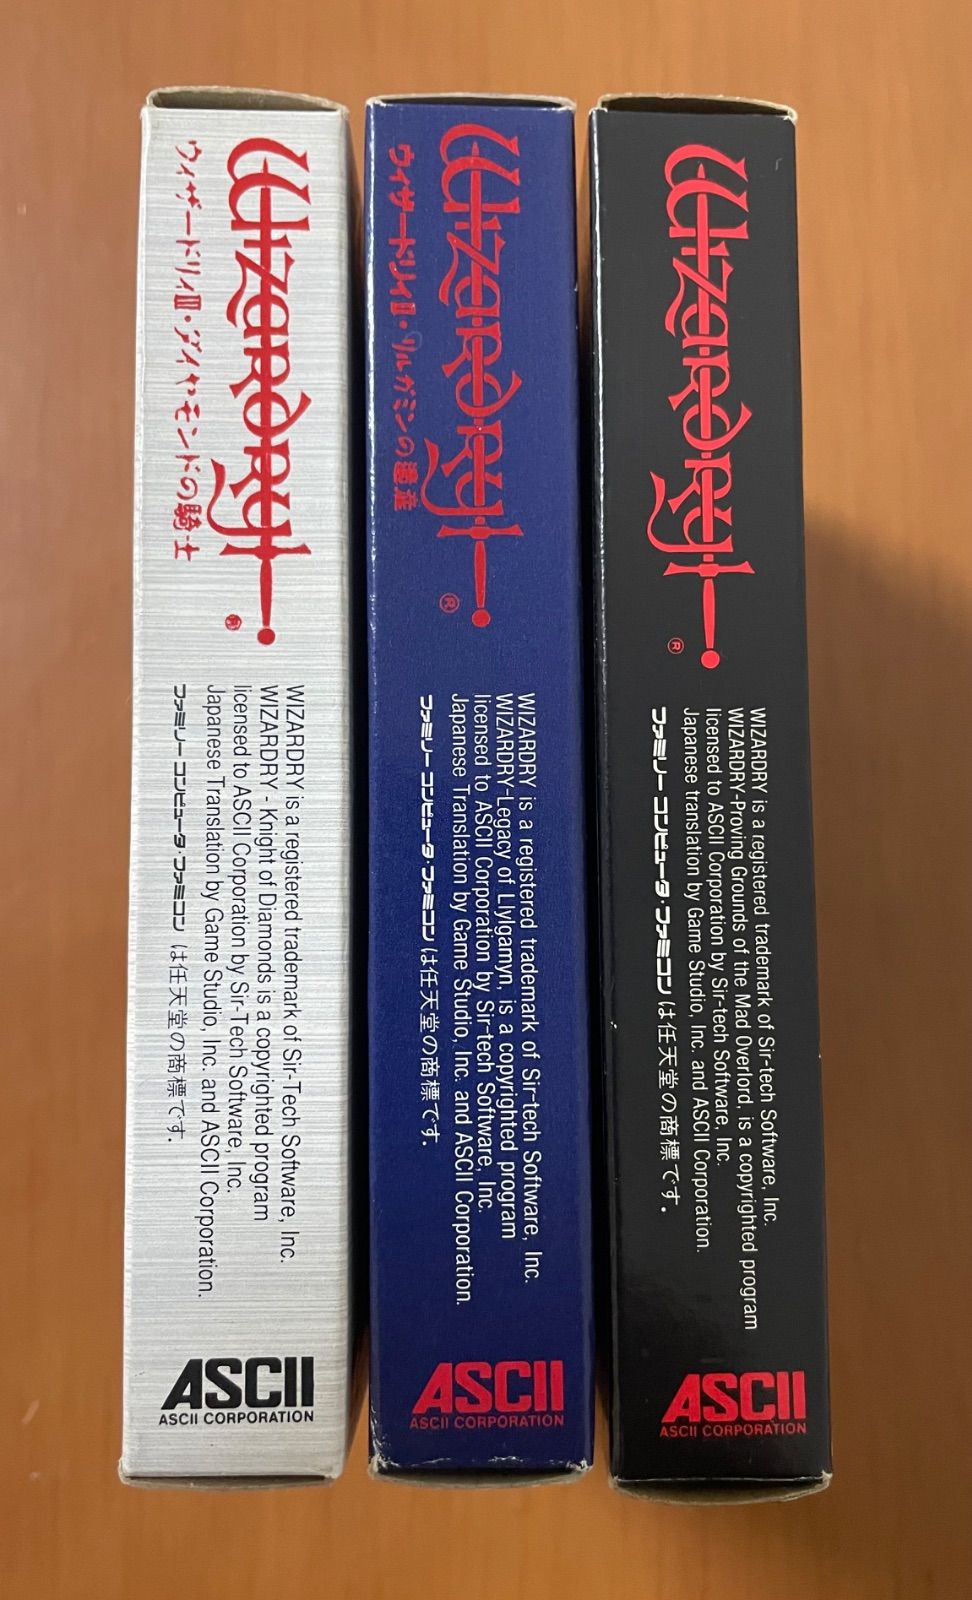 Wizardry
®
ウィザードリィⅢ・ダイヤモンドの騎士
WIZARDRY is a registered trademark of Sir-Tech Software, Inc.
WIZARDRY - Knight of Diamonds is a copyrighted program
licensed to ASCII Corporation by Sir-Tech Software, Inc.
Japanese Translation by Game Studio, Inc. and ASCII Corporation.
ファミリーコンピュータ・ファミコンは任天堂の商標です.
ASCII
ASCII CORPORATION
Wizardry
®
ウィザードリィⅡ・リルガミンの遺産
WIZARDRY is a registered trademark of Sir-tech Software, Inc.
WIZARDRY-Legacy of Llylgamyn, is a copyrighted program
licensed to ASCII Corporation by Sir-tech Software, Inc.
Japanese Translation by Game Studio, Inc. and ASCII Corporation.
ファミリーコンピュータ・ファミコンは任天堂の商標です.
ASCII
ASCII CORPORATION
Wizardry
®
WIZARDRY is a registered trademark of Sir-tech Software, Inc.
WIZARDRY-Proving Grounds of the Mad Overlord, is a copyrighted program
licensed to ASCII Corporation by Sir-tech Software, Inc.
Japanese translation by Game Studio, Inc. and ASCII Corporation.
ファミリーコンピュータ・ファミコンは任天堂の商標です.
ASCII
ASCII CORPORATION